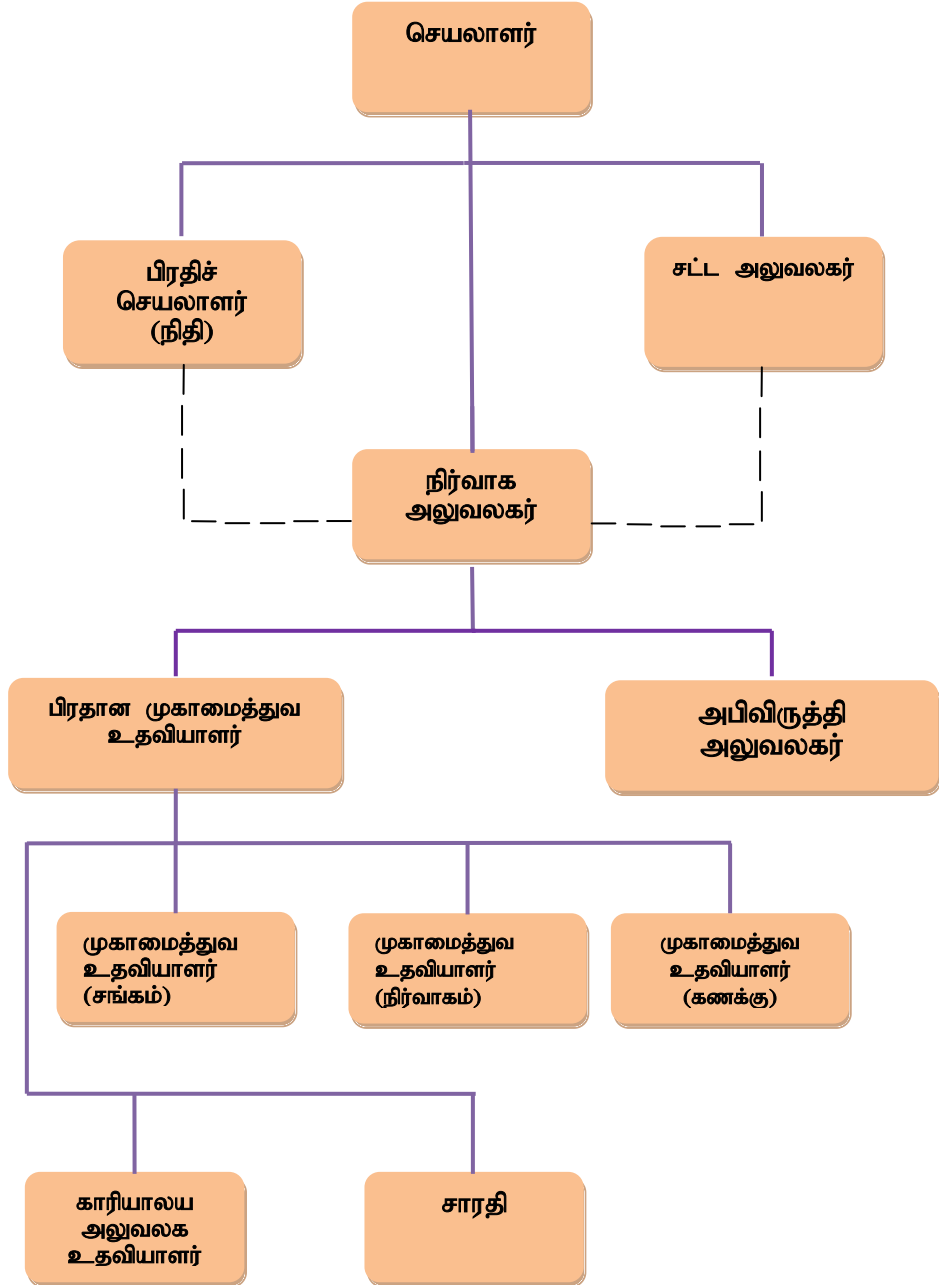 செயலாளர்
பிரதிச்
செயலாளர்
(நிதி)
சட்ட அலுவலகர்
நிர்வாக
அலுவலகர்
பிரதான முகாமைத்துவ
உதவியாளர்
அபிவிருத்தி
அலுவலகர்
முகாமைத்துவ
உதவியாளர்
(சங்கம்)
முகாமைத்துவ
உதவியாளர்
(நிர்வாகம்)
முகாமைத்துவ
உதவியாளர்
(கணக்கு)
காரியாலய
அலுவலக
உதவியாளர்
சாரதி